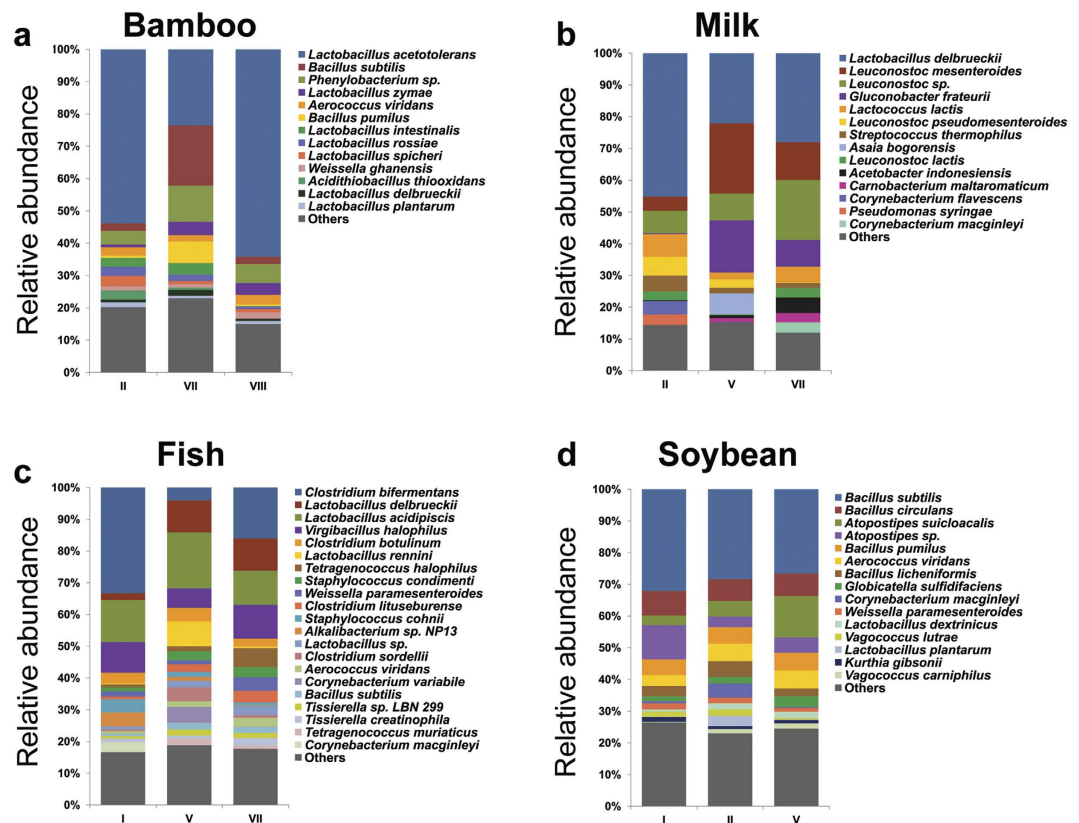 a
Bamboo
Relative abundance
100%
90%
80%
70%
60%
50%
40%
30%
20%
10%
0%
II
VII
VIII
Lactobacillus acetotolerans
Bacillus subtilis
Phenylobacterium sp.
Lactobacillus zymae
Aerococcus viridans
Bacillus pumilus
Lactobacillus intestinalis
Lactobacillus rossiae
Lactobacillus spicheri
Weissella ghanensis
Acidithiobacillus thiooxidans
Lactobacillus delbrueckii
Lactobacillus plantarum
Others
b
Milk
Relative abundance
100%
90%
80%
70%
60%
50%
40%
30%
20%
10%
0%
II
V
VII
Lactobacillus delbrueckii
Leuconostoc mesenteroides
Leuconostoc sp.
Gluconobacter frateurii
Lactococcus lactis
Leuconostoc pseudomesenteroides
Streptococcus thermophilus
Asaia bogorensis
Leuconostoc lactis
Acetobacter indonesiensis
Carnobacterium maltaromaticum
Corynebacterium flavescens
Pseudomonas syringae
Corynebacterium macginleyi
Others
c
Fish
Relative abundance
100%
90%
80%
70%
60%
50%
40%
30%
20%
10%
0%
I
V
VII
Clostridium bifermentans
Lactobacillus delbrueckii
Lactobacillus acidipiscis
Virgibacillus halophilus
Clostridium botulinum
Lactobacillus rennini
Tetragenococcus halophilus
Staphylococcus condimenti
Weissella paramesenteroides
Clostridium lituseburense
Staphylococcus cohnii
Alkalibacterium sp. NP13
Lactobacillus sp.
Clostridium sordellii
Aerococcus viridans
Corynebacterium variabile
Bacillus subtilis
Tissierella sp. LBN 299
Tissierella creatinophila
Tetragenococcus muriaticus
Corynebacterium macginleyi
Others
d
Soybean
Relative abundance
100%
90%
80%
70%
60%
50%
40%
30%
20%
10%
0%
I
II
V
Bacillus subtilis
Bacillus circulans
Atopostipes suicloacalis
Atopostipes sp.
Bacillus pumilus
Aerococcus viridans
Bacillus licheniformis
Globicatella sulfidifaciens
Corynebacterium macginleyi
Weissella paramesenteroides
Lactobacillus dextrinicus
Vagococcus lutrae
Lactobacillus plantarum
Kurthia gibsonii
Vagococcus carniphilus
Others